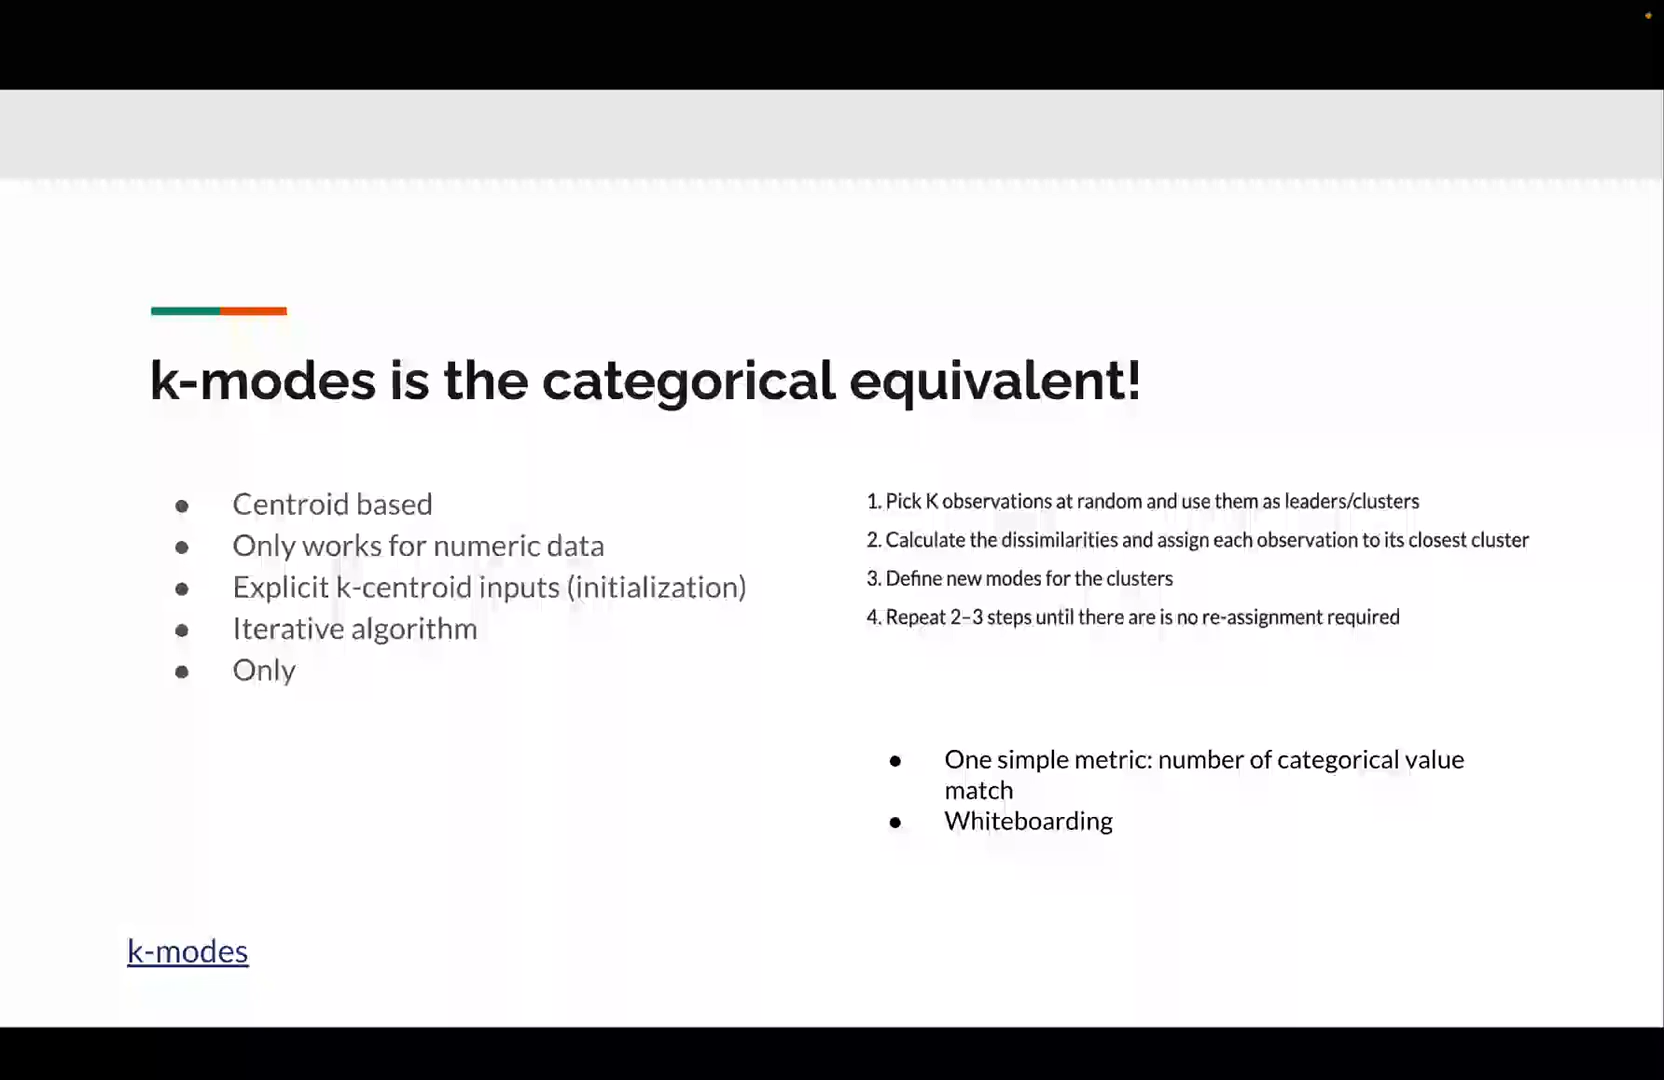 k-modes is the categorical equivalent!
● Centroid based
● Only works for numeric data
● Explicit k-centroid inputs (initialization)
● Iterative algorithm
● Only
1. Pick K observations at random and use them as leaders/clusters
2. Calculate the dissimilarities and assign each observation to its closest cluster
3. Define new modes for the clusters
4. Repeat 2–3 steps until there are is no re-assignment required
● One simple metric: number of categorical value
match
● Whiteboarding
k-modes